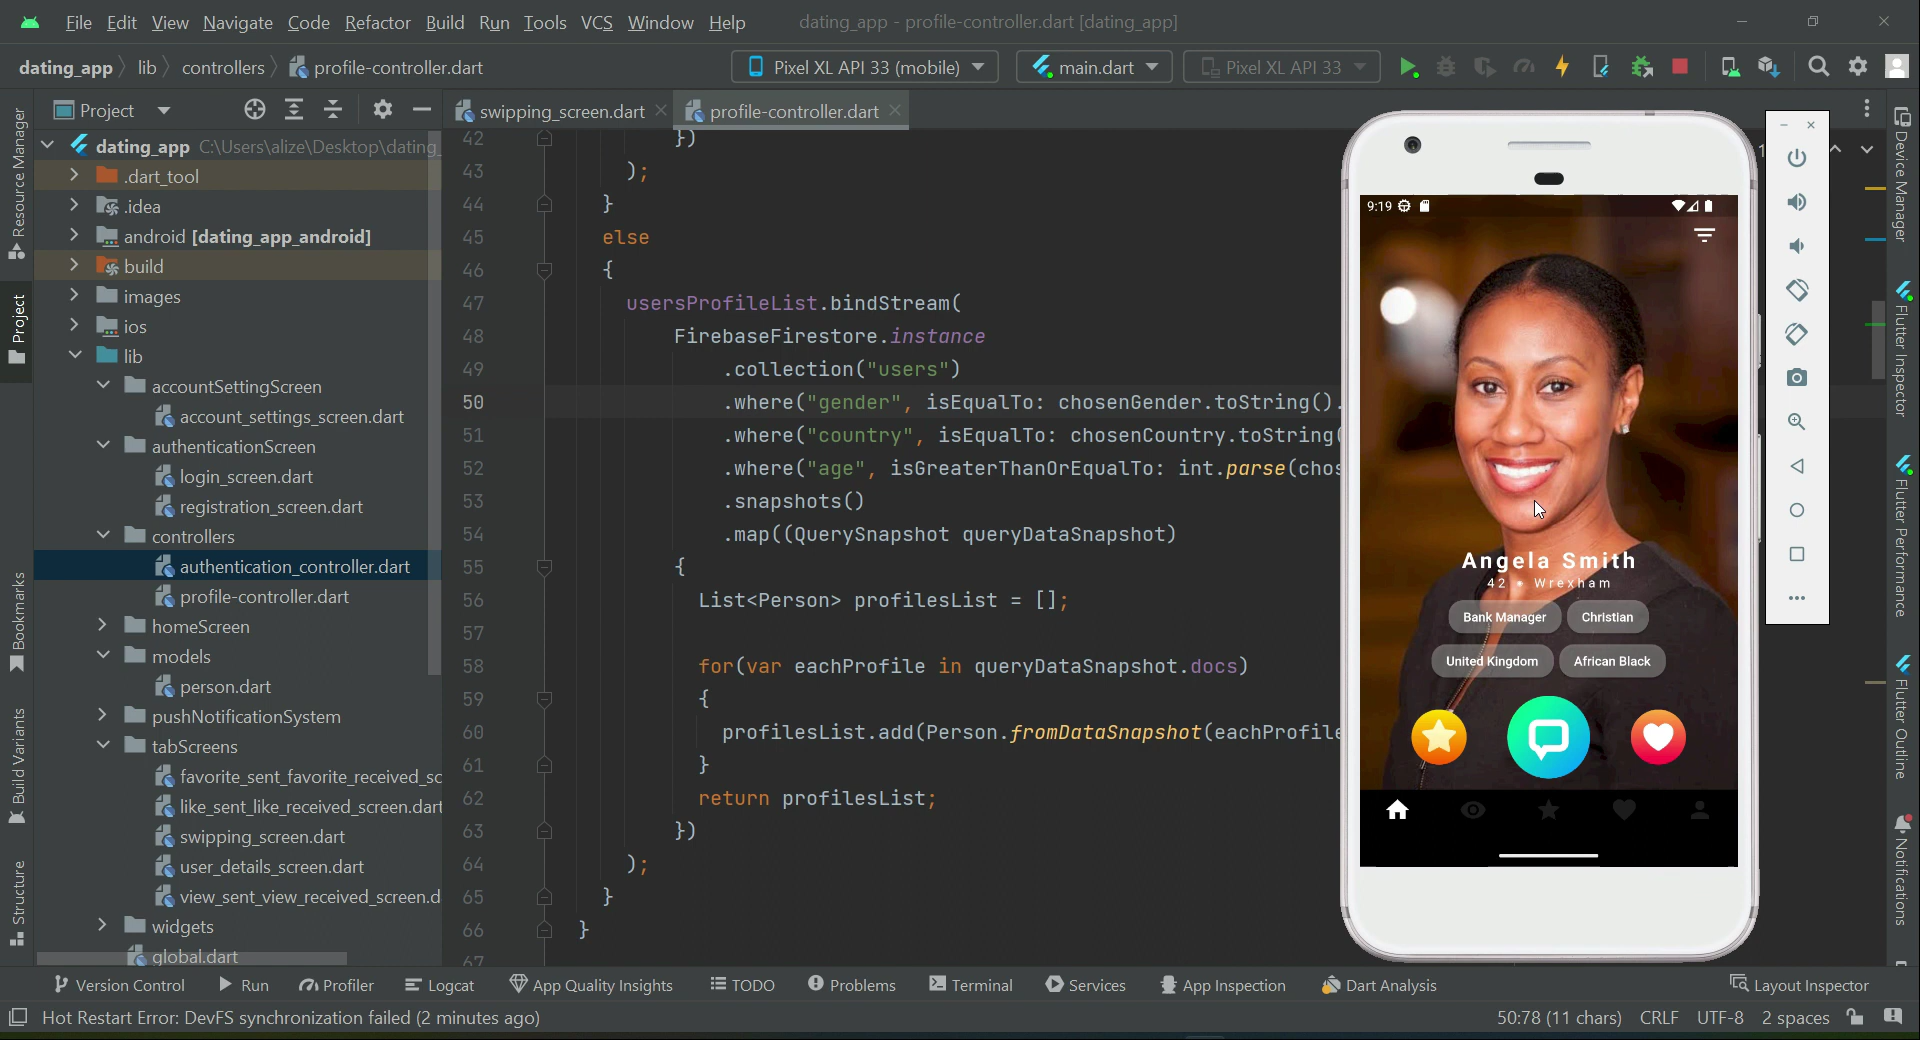 File Edit View Navigate Code Refactor Build Run Tools VCS Window Help dating_app - profile-controller.dart [dating_app]
dating_app lib controllers profile-controller.dart Pixel XL API 33 (mobile) main.dart Pixel XL API 33
Project swipping_screen.dart profile-controller.dart
Resource Manager
Project
Bookmarks
Build Variants
Structure
dating_app C:\Users\alize\Desktop\dating_
.dart_tool
.idea
android [dating_app_android]
build
images
ios
lib
accountSettingScreen
account_settings_screen.dart
authenticationScreen
login_screen.dart
registration_screen.dart
controllers
authentication_controller.dart
profile-controller.dart
homeScreen
models
person.dart
pushNotificationSystem
tabScreens
favorite_sent_favorite_received_sc
like_sent_like_received_screen.dart
swipping_screen.dart
user_details_screen.dart
view_sent_view_received_screen.d
widgets
global.dart
42 })
43 );
44 }
45 else
46 {
47 usersProfileList.bindStream(
48 FirebaseFirestore.instance
49 .collection("users")
50 .where("gender", isEqualTo: chosenGender.toString().
51 .where("country", isEqualTo: chosenCountry.toString(
52 .where("age", isGreaterThanOrEqualTo: int.parse(chos
53 .snapshots()
54 .map((QuerySnapshot queryDataSnapshot)
55 {
56 List<Person> profilesList = [];
57
58 for(var eachProfile in queryDataSnapshot.docs)
59 {
60 profilesList.add(Person.fromDataSnapshot(eachProfile
61 }
62 return profilesList;
63 })
64 );
65 }
66 }
67
9:19
Angela Smith
42 • Wrexham
Bank Manager Christian
United Kingdom African Black
1
Device Manager
Flutter Inspector
Flutter Performance
Flutter Outline
Notifications
Version Control Run Profiler Logcat App Quality Insights TODO Problems Terminal Services App Inspection Dart Analysis Layout Inspector
Hot Restart Error: DevFS synchronization failed (2 minutes ago) 50:78 (11 chars) CRLF UTF-8 2 spaces